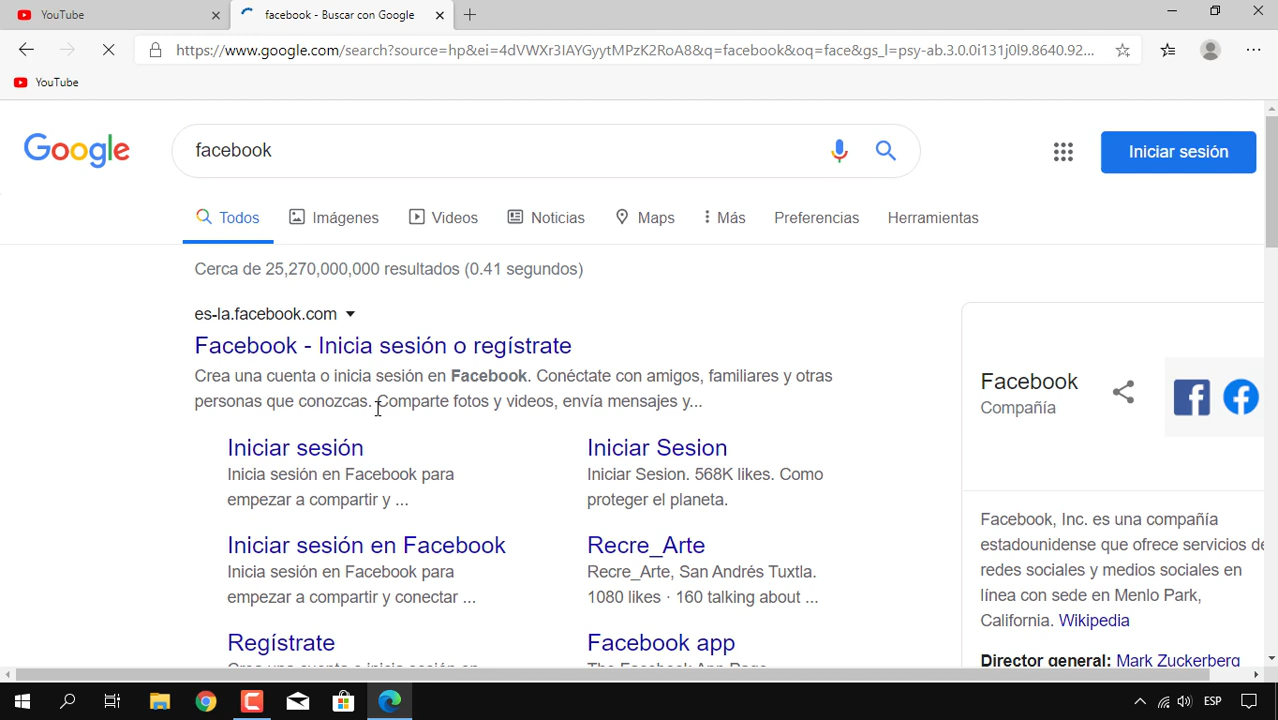 YouTube
facebook - Buscar con Google
https://www.google.com/search?source=hp&ei=4dVWXr3IAYGyytMPzK2RoA8&q=facebook&oq=face&gs_l=psy-ab.3.0.0i131j0l9.8640.92...
YouTube
Google
facebook
Iniciar sesión
Todos
Imágenes
Videos
Noticias
Maps
Más
Preferencias
Herramientas
Cerca de 25,270,000,000 resultados (0.41 segundos)
es-la.facebook.com
Facebook - Inicia sesión o regístrate
Crea una cuenta o inicia sesión en Facebook. Conéctate con amigos, familiares y otras
personas que conozcas. Comparte fotos y videos, envía mensajes y...
Iniciar sesión
Inicia sesión en Facebook para
empezar a compartir y ...
Iniciar Sesion
Iniciar Sesion. 568K likes. Como
proteger el planeta.
Iniciar sesión en Facebook
Inicia sesión en Facebook para
empezar a compartir y conectar ...
Recre_Arte
Recre_Arte, San Andrés Tuxtla.
1080 likes · 160 talking about ...
Regístrate
Facebook app
Facebook
Compañía
Facebook, Inc. es una compañía
estadounidense que ofrece servicios de
redes sociales y medios sociales en
línea con sede en Menlo Park,
California. Wikipedia
Director general: Mark Zuckerberg
ESP